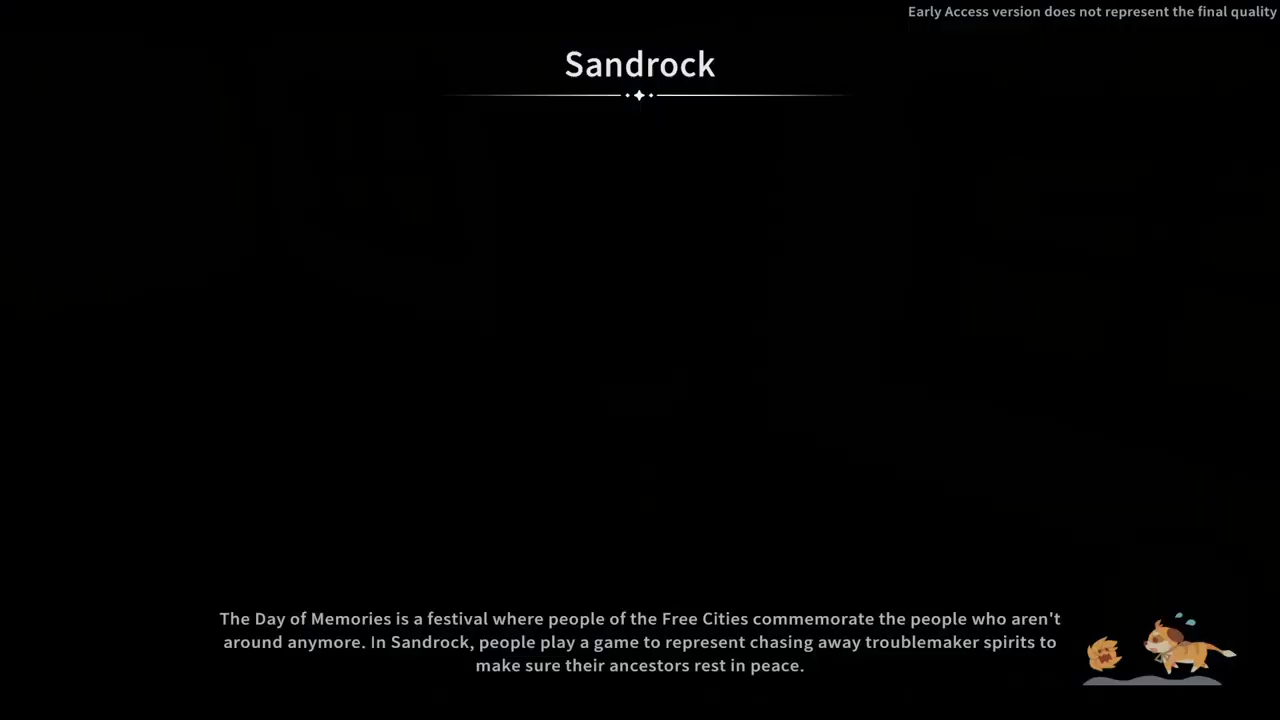 Early Access version does not represent the final quality
Sandrock
The Day of Memories is a festival where people of the Free Cities commemorate the people who aren't
around anymore. In Sandrock, people play a game to represent chasing away troublemaker spirits to
make sure their ancestors rest in peace.